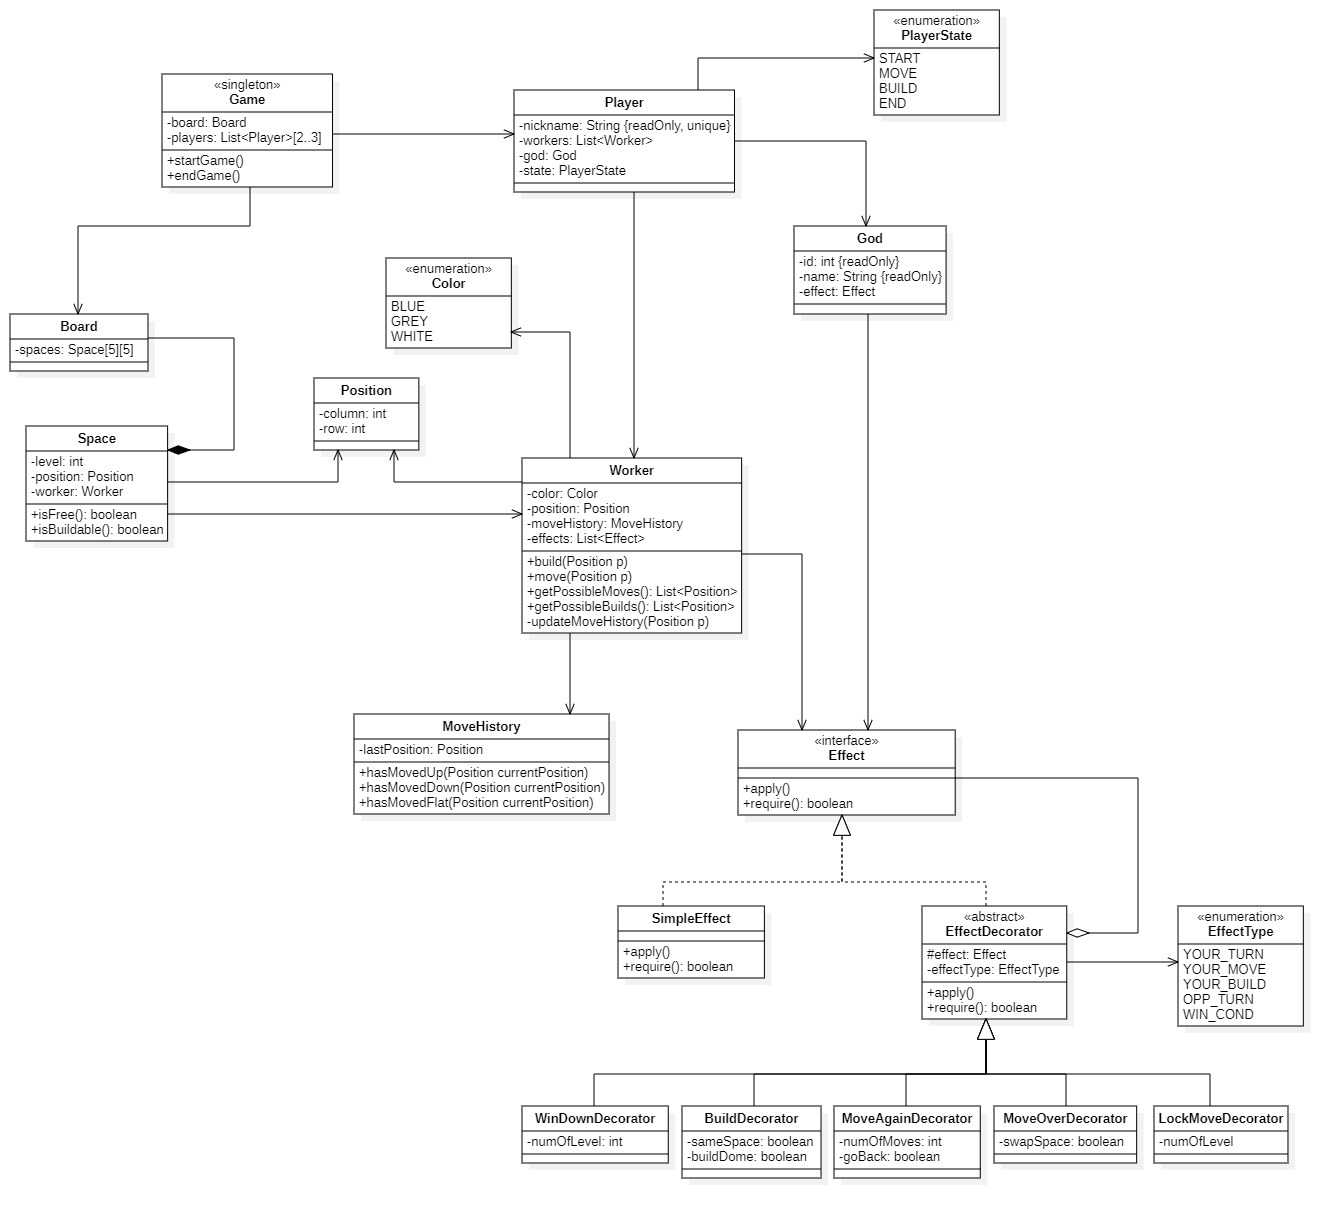 «enumeration»
PlayerState
START
MOVE
BUILD
END
«singleton»
Game
-board: Board
-players: List<Player>[2..3]
+startGame()
+endGame()
Player
-nickname: String {readOnly, unique}
-workers: List<Worker>
-god: God
-state: PlayerState
God
-id: int {readOnly}
-name: String {readOnly}
-effect: Effect
«enumeration»
Color
BLUE
GREY
WHITE
Board
-spaces: Space[5][5]
Position
-column: int
-row: int
Space
-level: int
-position: Position
-worker: Worker
+isFree(): boolean
+isBuildable(): boolean
Worker
-color: Color
-position: Position
-moveHistory: MoveHistory
-effects: List<Effect>
+build(Position p)
+move(Position p)
+getPossibleMoves(): List<Position>
+getPossibleBuilds(): List<Position>
-updateMoveHistory(Position p)
MoveHistory
-lastPosition: Position
+hasMovedUp(Position currentPosition)
+hasMovedDown(Position currentPosition)
+hasMovedFlat(Position currentPosition)
«interface»
Effect
+apply()
+require(): boolean
SimpleEffect
+apply()
+require(): boolean
«abstract»
EffectDecorator
#effect: Effect
-effectType: EffectType
+apply()
+require(): boolean
«enumeration»
EffectType
YOUR_TURN
YOUR_MOVE
YOUR_BUILD
OPP_TURN
WIN_COND
WinDownDecorator
-numOfLevel: int
BuildDecorator
-sameSpace: boolean
-buildDome: boolean
MoveAgainDecorator
-numOfMoves: int
-goBack: boolean
MoveOverDecorator
-swapSpace: boolean
LockMoveDecorator
-numOfLevel